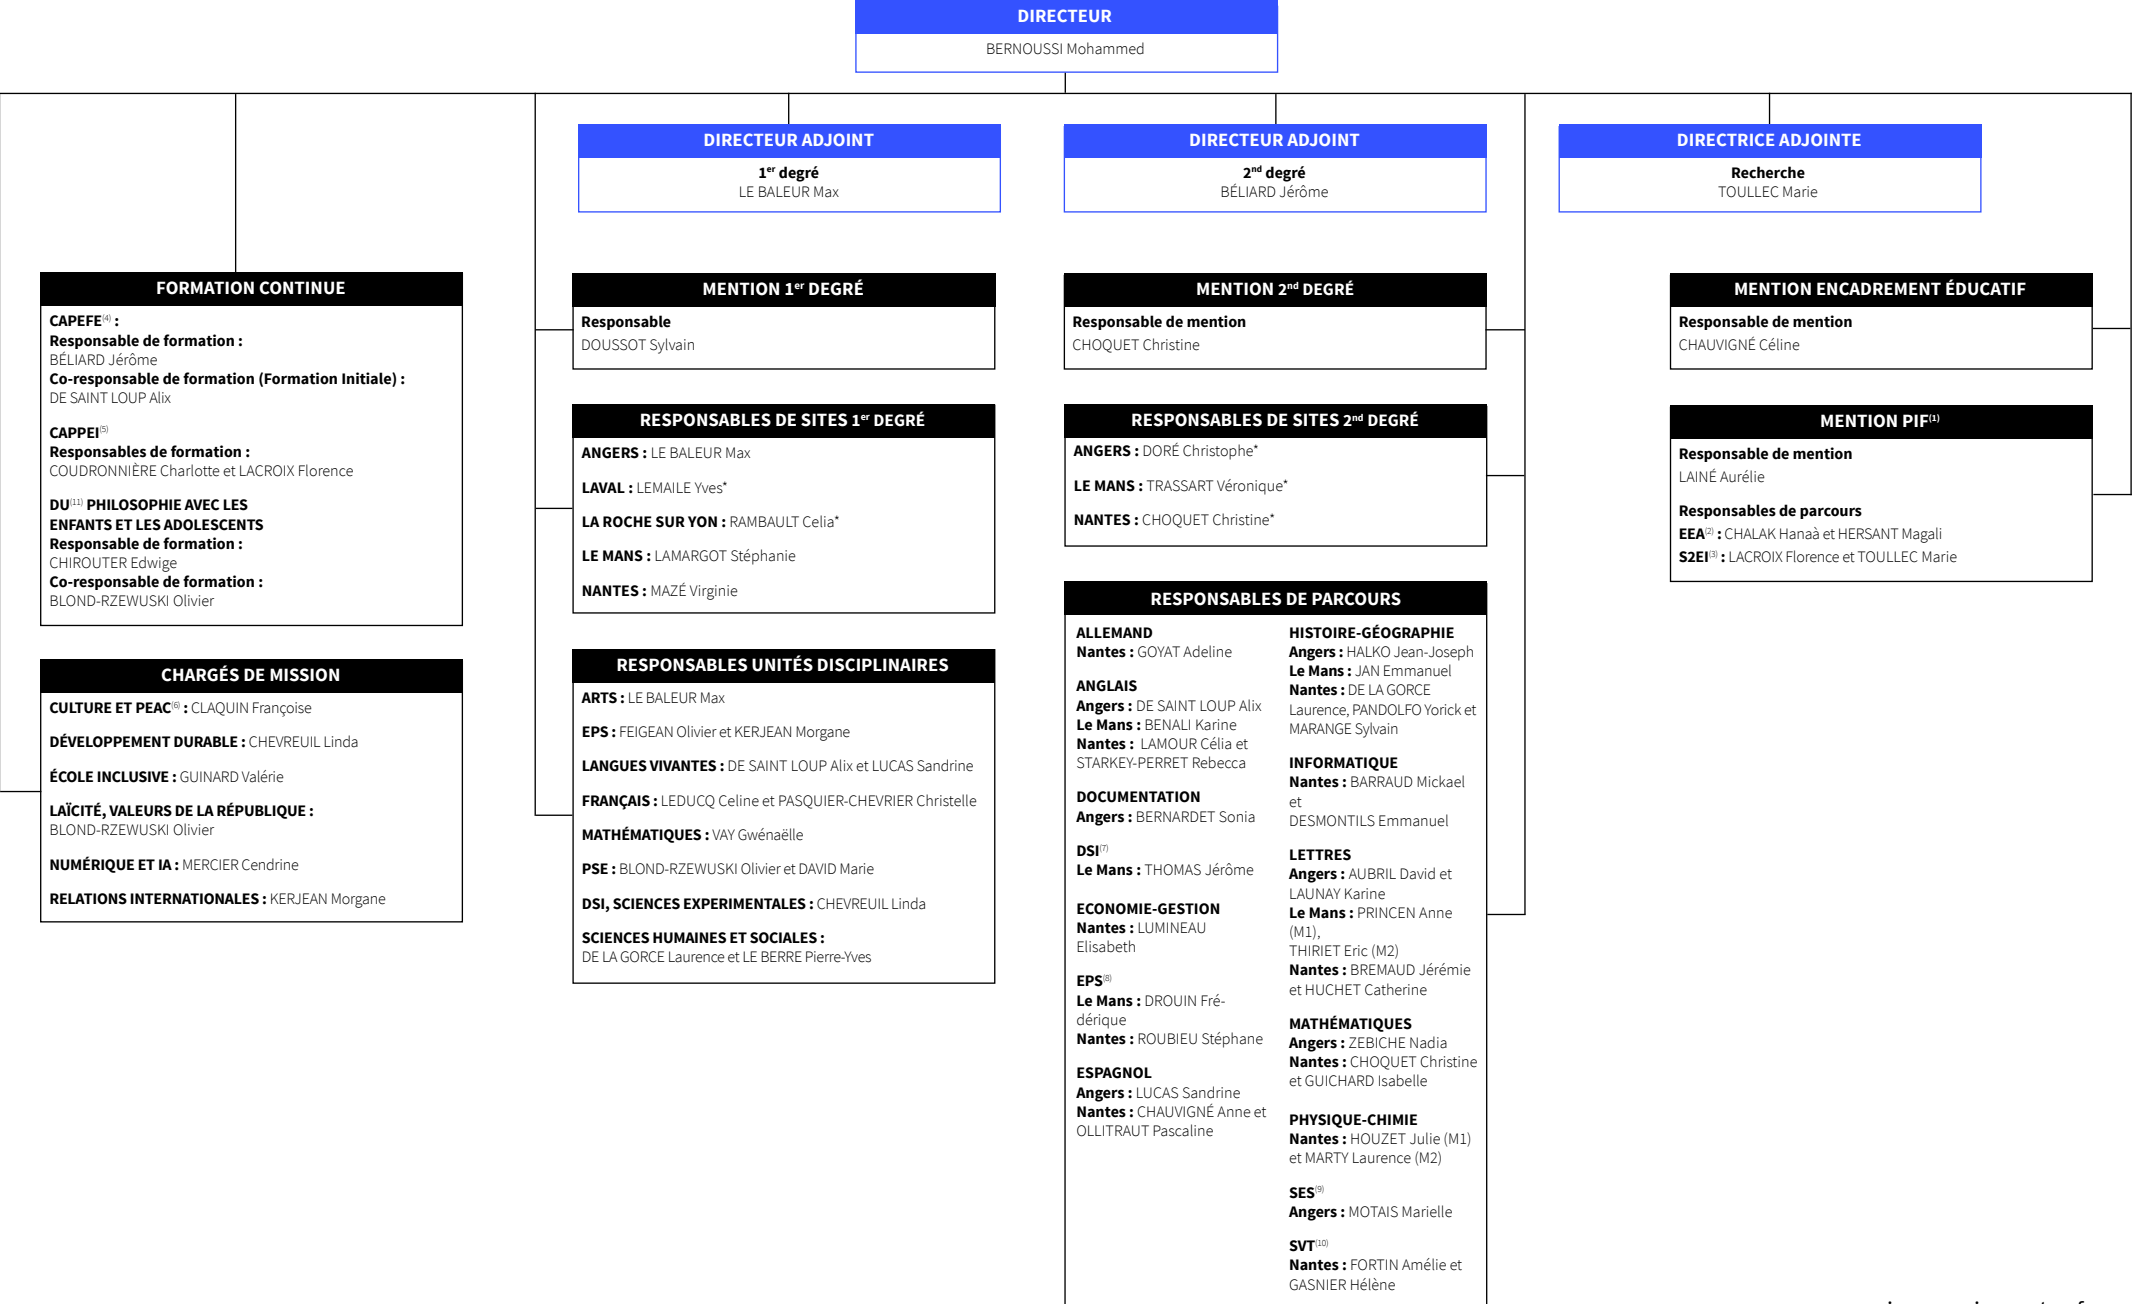 DIRECTEUR
BERNOUSSI Mohammed
DIRECTEUR ADJOINT
1er degré
LE BALEUR Max
DIRECTEUR ADJOINT
2nd degré
BÉLIARD Jérôme
DIRECTRICE ADJOINTE
Recherche
TOULLEC Marie
FORMATION CONTINUE
CAPEFE(4) :
Responsable de formation :
BÉLIARD Jérôme
Co-responsable de formation (Formation Initiale) :
DE SAINT LOUP Alix
CAPPEI(5)
Responsables de formation :
COUDRONNIÈRE Charlotte et LACROIX Florence
DU(11) PHILOSOPHIE AVEC LES
ENFANTS ET LES ADOLESCENTS
Responsable de formation :
CHIROUTER Edwige
Co-responsable de formation :
BLOND-RZEWUSKI Olivier
CHARGÉS DE MISSION
CULTURE ET PEAC(6) : CLAQUIN Françoise
DÉVELOPPEMENT DURABLE : CHEVREUIL Linda
ÉCOLE INCLUSIVE : GUINARD Valérie
LAÏCITÉ, VALEURS DE LA RÉPUBLIQUE :
BLOND-RZEWUSKI Olivier
NUMÉRIQUE ET IA : MERCIER Cendrine
RELATIONS INTERNATIONALES : KERJEAN Morgane
MENTION 1er DEGRÉ
Responsable
DOUSSOT Sylvain
RESPONSABLES DE SITES 1er DEGRÉ
ANGERS : LE BALEUR Max
LAVAL : LEMAILE Yves*
LA ROCHE SUR YON : RAMBAULT Celia*
LE MANS : LAMARGOT Stéphanie
NANTES : MAZÉ Virginie
RESPONSABLES UNITÉS DISCIPLINAIRES
ARTS : LE BALEUR Max
EPS : FEIGEAN Olivier et KERJEAN Morgane
LANGUES VIVANTES : DE SAINT LOUP Alix et LUCAS Sandrine
FRANÇAIS : LEDUCQ Celine et PASQUIER-CHEVRIER Christelle
MATHÉMATIQUES : VAY Gwénaëlle
PSE : BLOND-RZEWUSKI Olivier et DAVID Marie
DSI, SCIENCES EXPERIMENTALES : CHEVREUIL Linda
SCIENCES HUMAINES ET SOCIALES :
DE LA GORCE Laurence et LE BERRE Pierre-Yves
MENTION 2nd DEGRÉ
Responsable de mention
CHOQUET Christine
RESPONSABLES DE SITES 2nd DEGRÉ
ANGERS : DORÉ Christophe*
LE MANS : TRASSART Véronique*
NANTES : CHOQUET Christine*
RESPONSABLES DE PARCOURS
ALLEMAND
Nantes : GOYAT Adeline
ANGLAIS
Angers : DE SAINT LOUP Alix
Le Mans : BENALI Karine
Nantes : LAMOUR Célia et
STARKEY-PERRET Rebecca
DOCUMENTATION
Angers : BERNARDET Sonia
DSI(7)
Le Mans : THOMAS Jérôme
ECONOMIE-GESTION
Nantes : LUMINEAU
Elisabeth
EPS(8)
Le Mans : DROUIN Fré-
dérique
Nantes : ROUBIEU Stéphane
ESPAGNOL
Angers : LUCAS Sandrine
Nantes : CHAUVIGNÉ Anne et
OLLITRAUT Pascaline
HISTOIRE-GÉOGRAPHIE
Angers : HALKO Jean-Joseph
Le Mans : JAN Emmanuel
Nantes : DE LA GORCE
Laurence, PANDOLFO Yorick et
MARANGE Sylvain
INFORMATIQUE
Nantes : BARRAUD Mickael
et
DESMONTILS Emmanuel
LETTRES
Angers : AUBRIL David et
LAUNAY Karine
Le Mans : PRINCEN Anne
(M1),
THIRIET Eric (M2)
Nantes : BREMAUD Jérémie
et HUCHET Catherine
MATHÉMATIQUES
Angers : ZEBICHE Nadia
Nantes : CHOQUET Christine
et GUICHARD Isabelle
PHYSIQUE-CHIMIE
Nantes : HOUZET Julie (M1)
et MARTY Laurence (M2)
SES(9)
Angers : MOTAIS Marielle
SVT(10)
Nantes : FORTIN Amélie et
GASNIER Hélène
MENTION ENCADREMENT ÉDUCATIF
Responsable de mention
CHAUVIGNÉ Céline
MENTION PIF(1)
Responsable de mention
LAINÉ Aurélie
Responsables de parcours
EEA(2) : CHALAK Hanaà et HERSANT Magali
S2EI(3) : LACROIX Florence et TOULLEC Marie